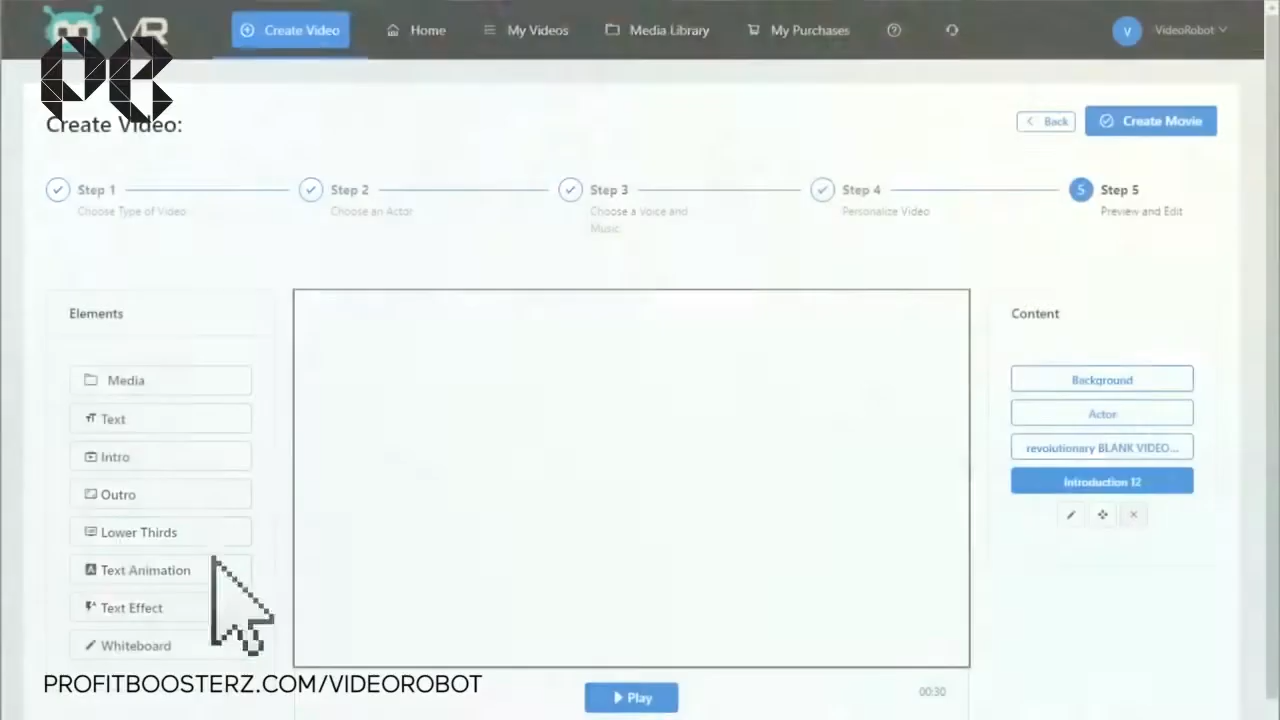 VR
Create Video
Home
My Videos
Media Library
My Purchases
V
VideoRobot
PB
Create Video:
Back
Create Movie
Step 1
Choose Type of Video
Step 2
Choose an Actor
Step 3
Choose a Voice and
Music
Step 4
Personalize Video
5
Step 5
Preview and Edit
Elements
Media
Text
Intro
Outro
Lower Thirds
Text Animation
Text Effect
Whiteboard
Content
Background
Actor
revolutionary BLANK VIDEO...
Introduction 12
Play
00:30
PROFITBOOSTERZ.COM/VIDEOROBOT